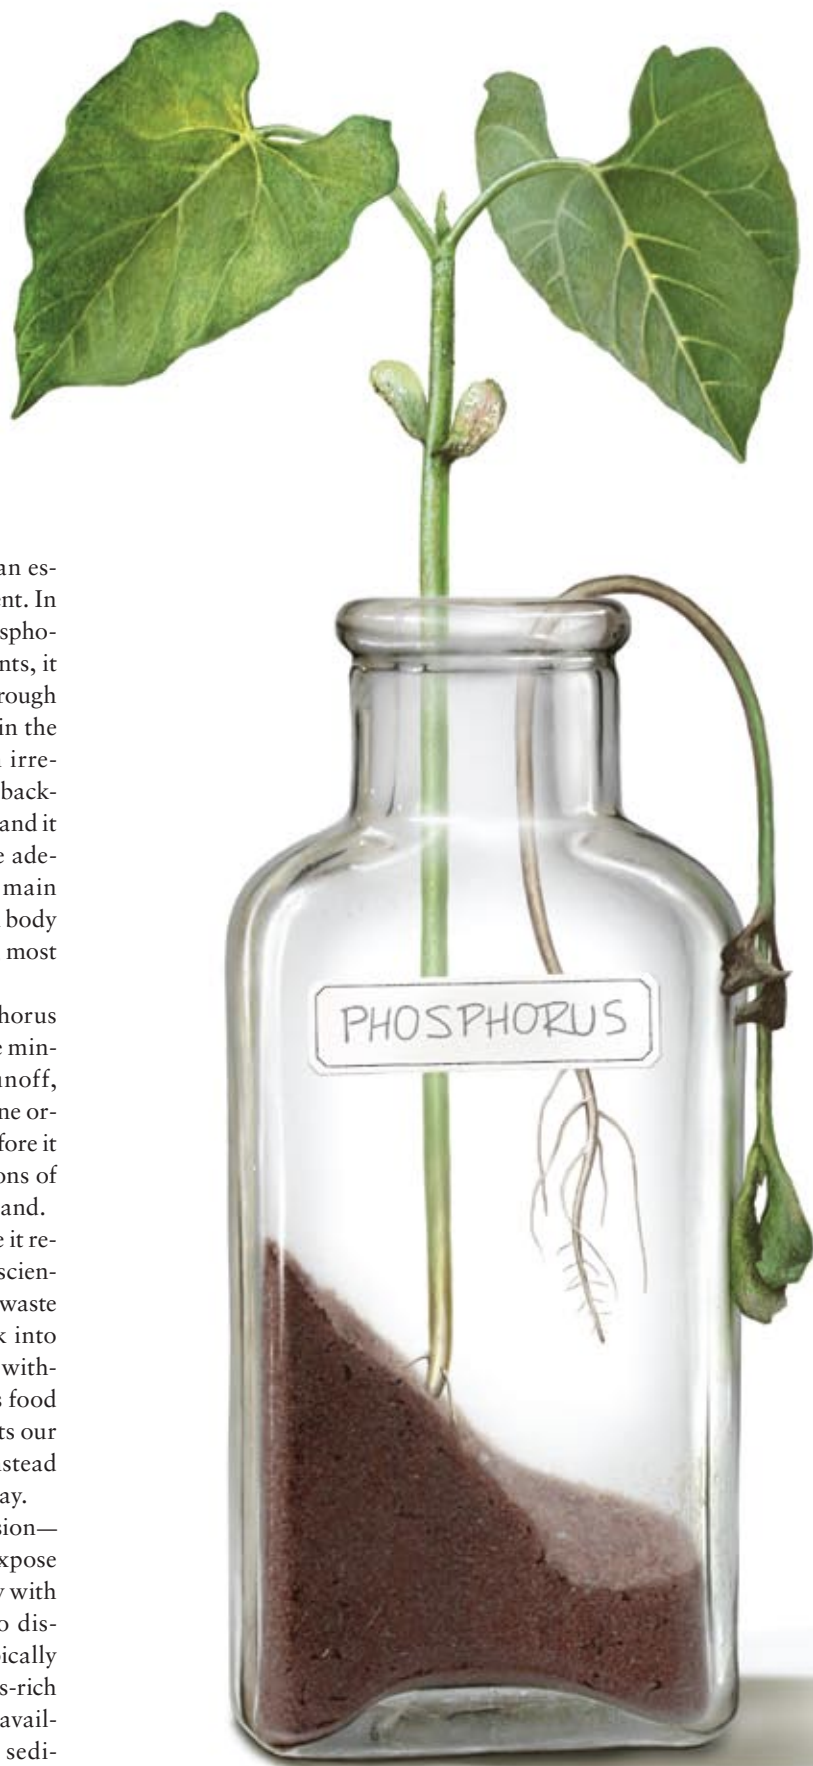 an es-
ent. In
spho-
nts, it
rough
in the
irre-
back-
and it
ade-
main
body
most
horus
min-
unoff,
ne or-
fore it
ons of
and.
e it re-
scien-
waste
k into
with-
s food
ts our
nstead
ay.
sion—
xpose
y with
o dis-
pically
s-rich
avail-
sedi-
PHOSPHORUS